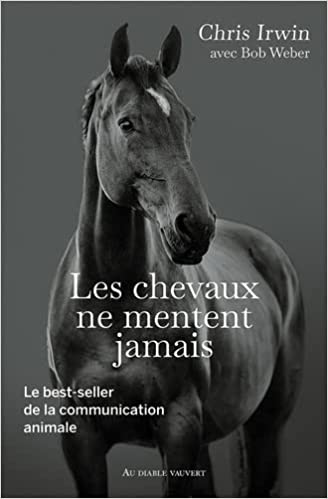 Chris Irwin
avec Bob Weber
Les chevaux
ne mentent
jamais
Le best-seller
de la communication
animale
AU DIABLE VAUVERT